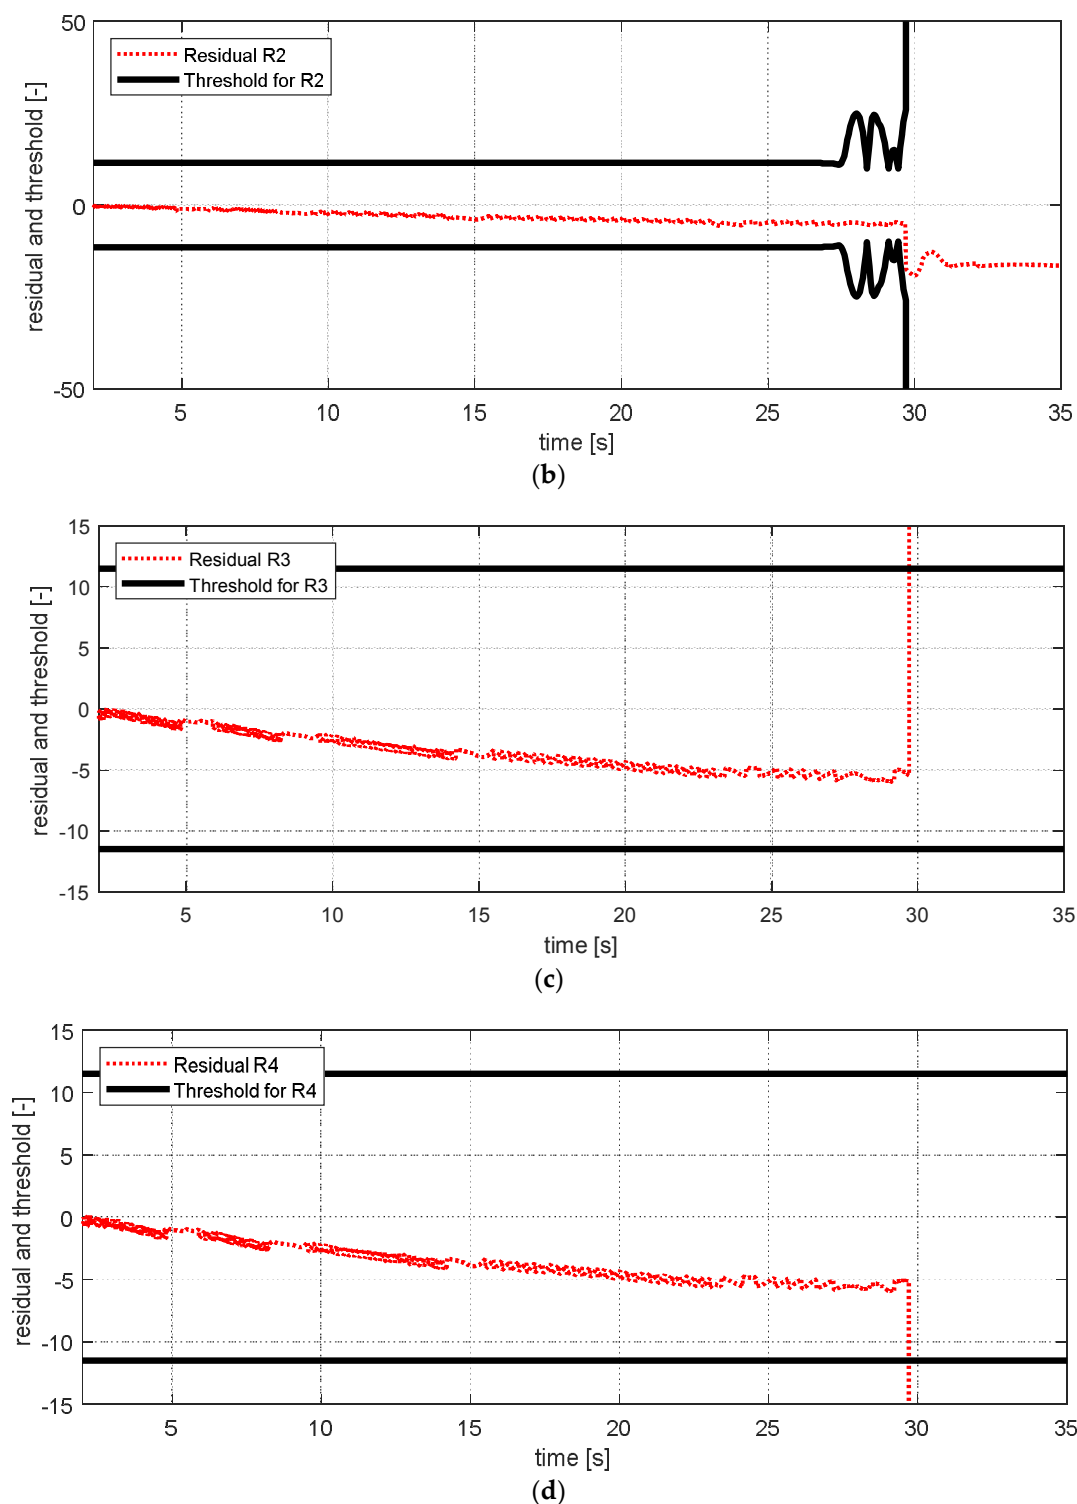 50
Residual R2
Threshold for R2
residual and threshold [-]
0
-50
5
10
15
20
25
30
35
time [s]
(b)
15
Residual R3
Threshold for R3
10
5
0
-5
-10
-15
residual and threshold [-]
5
10
15
20
25
30
35
time [s]
(c)
15
Residual R4
Threshold for R4
10
5
0
-5
-10
-15
residual and threshold [-]
5
10
15
20
25
30
35
time [s]
(d)